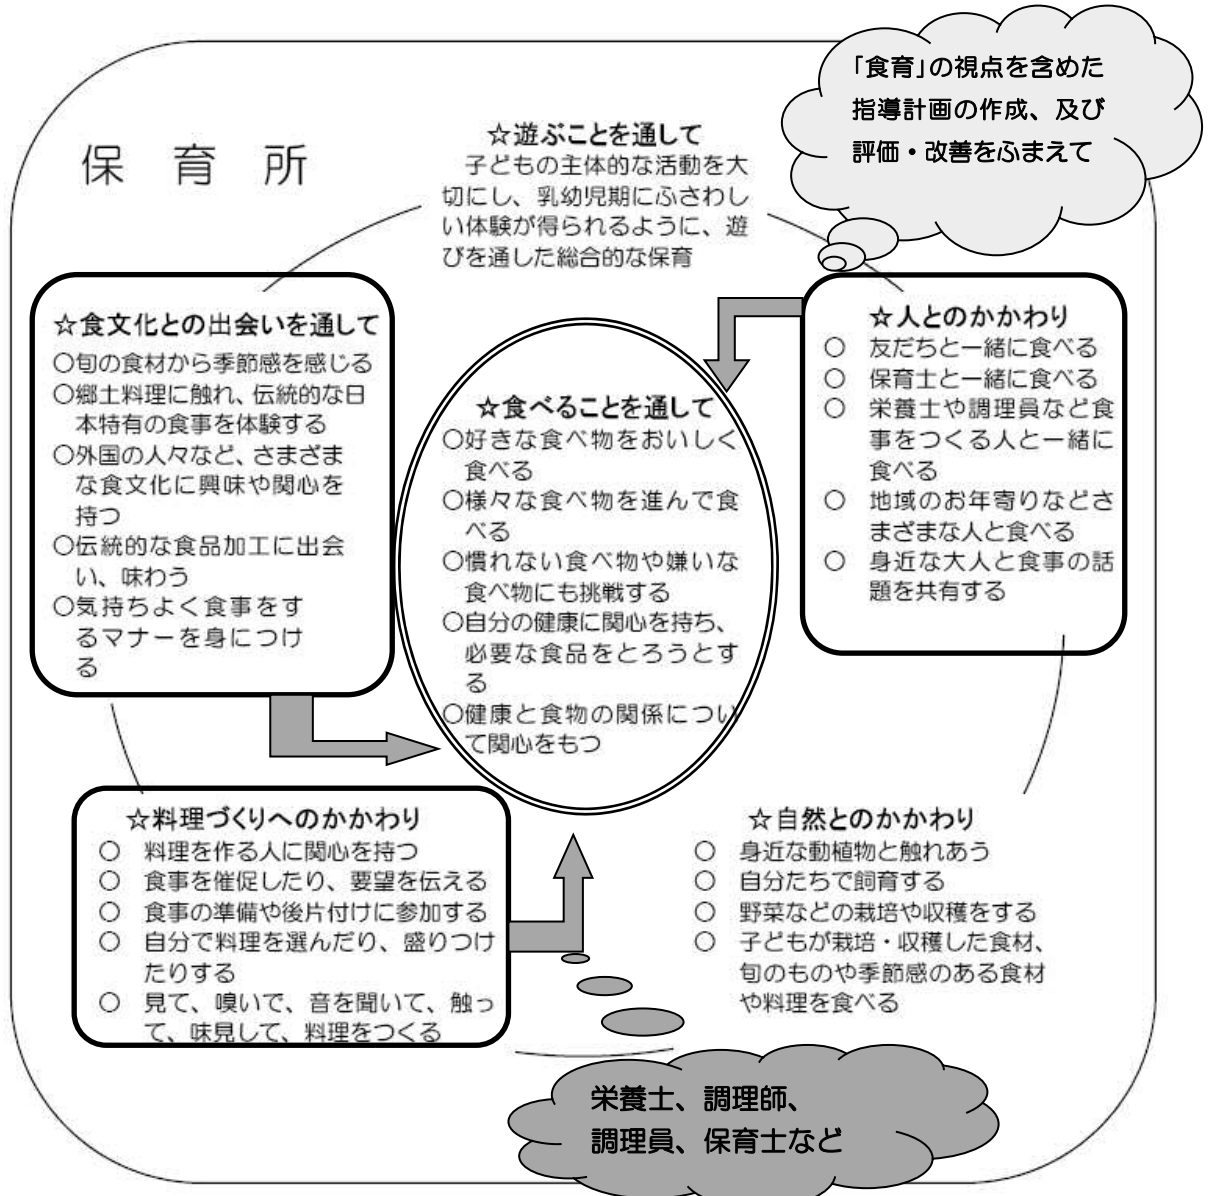 「食育」の視点を含めた
指導計画の作成、及び
評価・改善をふまえて
保育所
☆遊ぶことを通して
子どもの主体的な活動を大
切にし、乳幼児期にふさわし
い体験が得られるように、遊
びを通した総合的な保育
☆食文化との出会いを通して
○旬の食材から季節感を感じる
○郷土料理に触れ、伝統的な日
本特有の食事を体験する
○外国の人々など、さまざま
な食文化に興味や関心を
持つ
○伝統的な食品加工に出会
い、味わう
○気持ちよく食事をす
るマナーを身につけ
る
☆食べることを通して
○好きな食べ物をおいしく
食べる
○様々な食べ物を進んで食
べる
○慣れない食べ物や嫌いな
食べ物にも挑戦する
○自分の健康に関心を持ち、
必要な食品をとろうとす
る
○健康と食物の関係につい
て関心をもつ
☆人とのかかわり
○ 友だちと一緒に食べる
○ 保育士と一緒に食べる
○ 栄養士や調理員など食
事をつくる人と一緒に
食べる
○ 地域のお年寄りなどさ
まざまな人と食べる
○ 身近な大人と食事の話
題を共有する
☆料理づくりへのかかわり
○ 料理を作る人に関心を持つ
○ 食事を催促したり、要望を伝える
○ 食事の準備や後片付けに参加する
○ 自分で料理を選んだり、盛りつけ
たりする
○ 見て、嗅いで、音を聞いて、触っ
て、味見して、料理をつくる
☆自然とのかかわり
○ 身近な動植物と触れあう
○ 自分たちで飼育する
○ 野菜などの栽培や収穫をする
○ 子どもが栽培・収穫した食材、
旬のものや季節感のある食材
や料理を食べる
栄養士、調理師、
調理員、保育士など